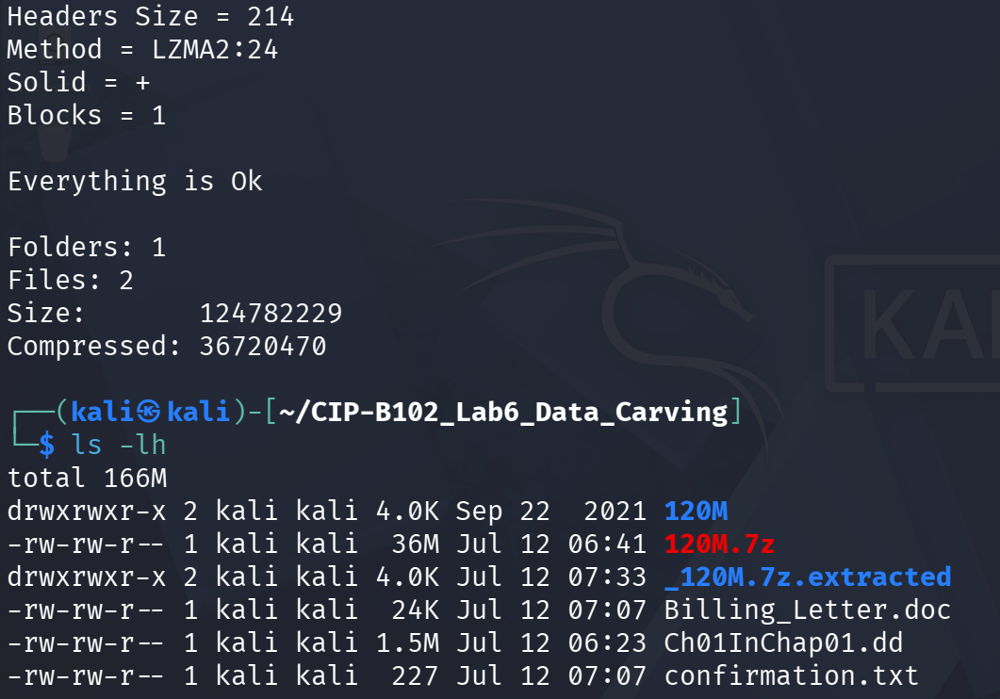 Headers Size = 214
Method = LZMA2:24
Solid = +
Blocks = 1
Everything is Ok
Folders: 1
Files: 2
Size:       124782229
Compressed: 36720470
┌──(kali㉿kali)-[~/CIP-B102_Lab6_Data_Carving]
└─$ ls -lh
total 166M
drwxrwxr-x 2 kali kali 4.0K Sep 22  2021 120M
-rw-rw-r-- 1 kali kali  36M Jul 12 06:41 120M.7z
drwxrwxr-x 2 kali kali 4.0K Jul 12 07:33 _120M.7z.extracted
-rw-rw-r-- 1 kali kali  24K Jul 12 07:07 Billing_Letter.doc
-rw-rw-r-- 1 kali kali 1.5M Jul 12 06:23 Ch01InChap01.dd
-rw-rw-r-- 1 kali kali  227 Jul 12 07:07 confirmation.txt